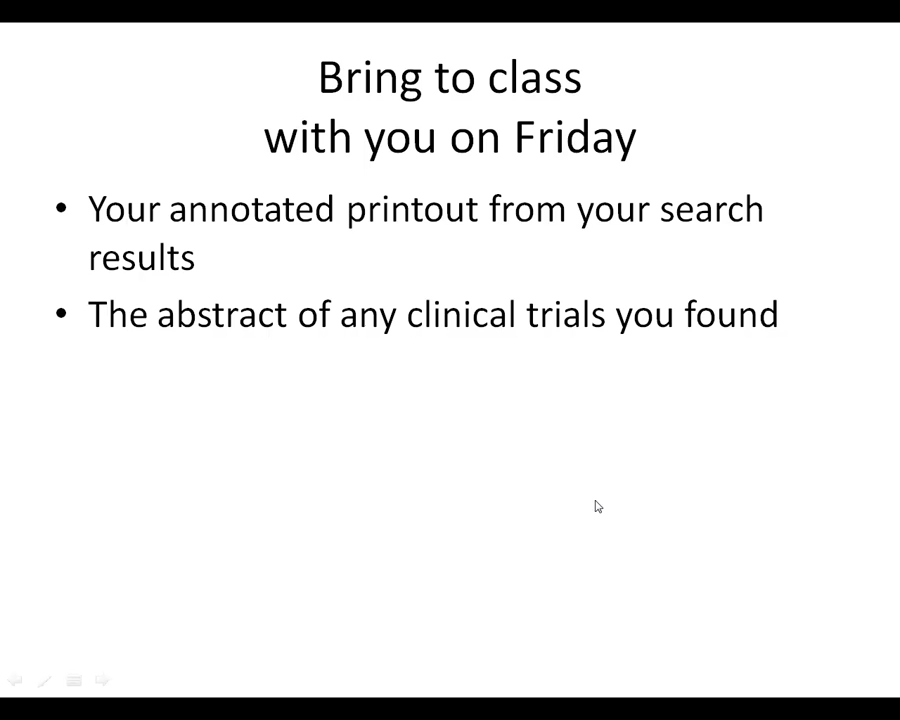 Bring to class
with you on Friday
• Your annotated printout from your search
results
• The abstract of any clinical trials you found